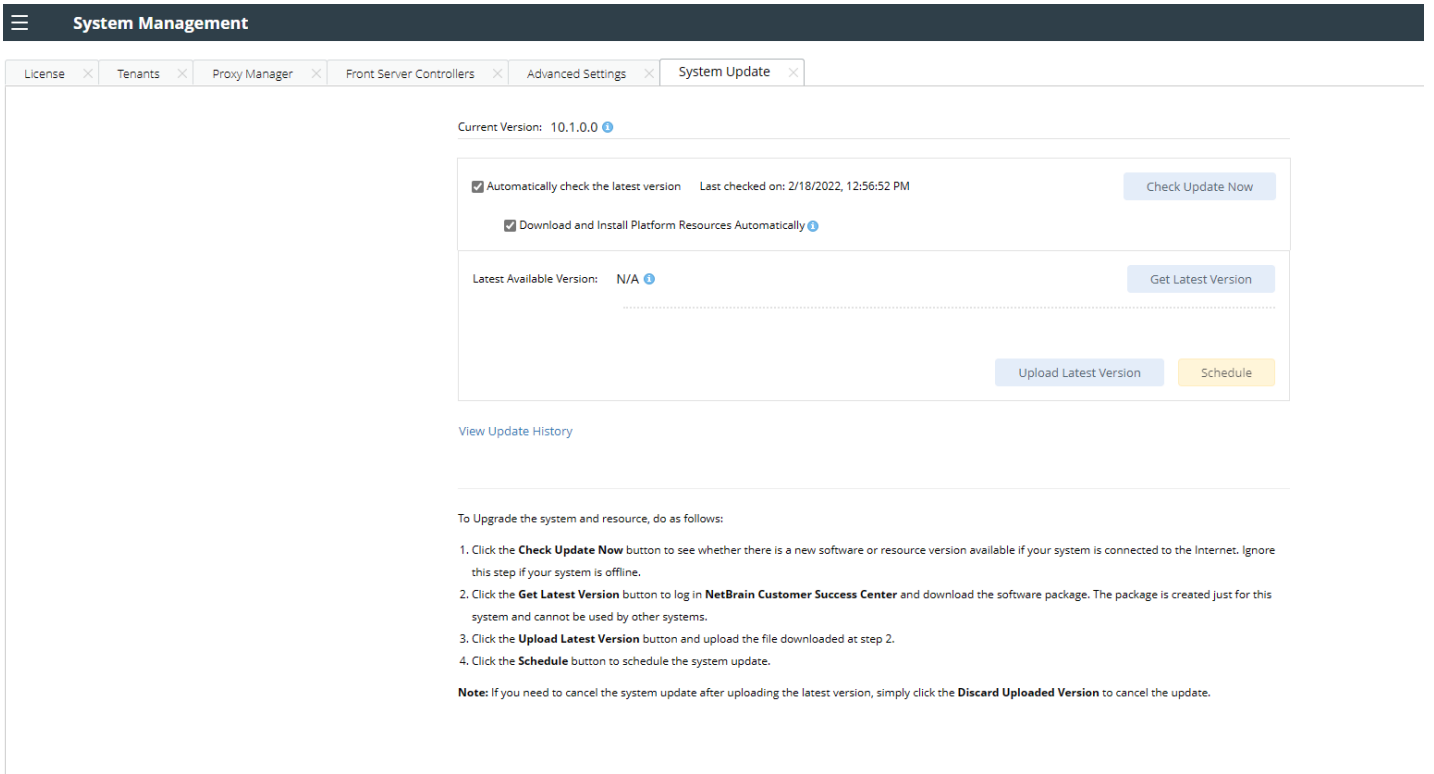 System Management
License
Tenants
Proxy Manager
Front Server Controllers
Advanced Settings
System Update
Current Version: 10.1.0.0
Automatically check the latest version Last checked on: 2/18/2022, 12:56:52 PM
Check Update Now
Download and Install Platform Resources Automatically
Latest Available Version: N/A
Get Latest Version
Upload Latest Version
Schedule
View Update History
To Upgrade the system and resource, do as follows:
1. Click the Check Update Now button to see whether there is a new software or resource version available if your system is connected to the Internet. Ignore
this step if your system is offline.
2. Click the Get Latest Version button to log in NetBrain Customer Success Center and download the software package. The package is created just for this
system and cannot be used by other systems.
3. Click the Upload Latest Version button and upload the file downloaded at step 2.
4. Click the Schedule button to schedule the system update.
Note: If you need to cancel the system update after uploading the latest version, simply click the Discard Uploaded Version to cancel the update.